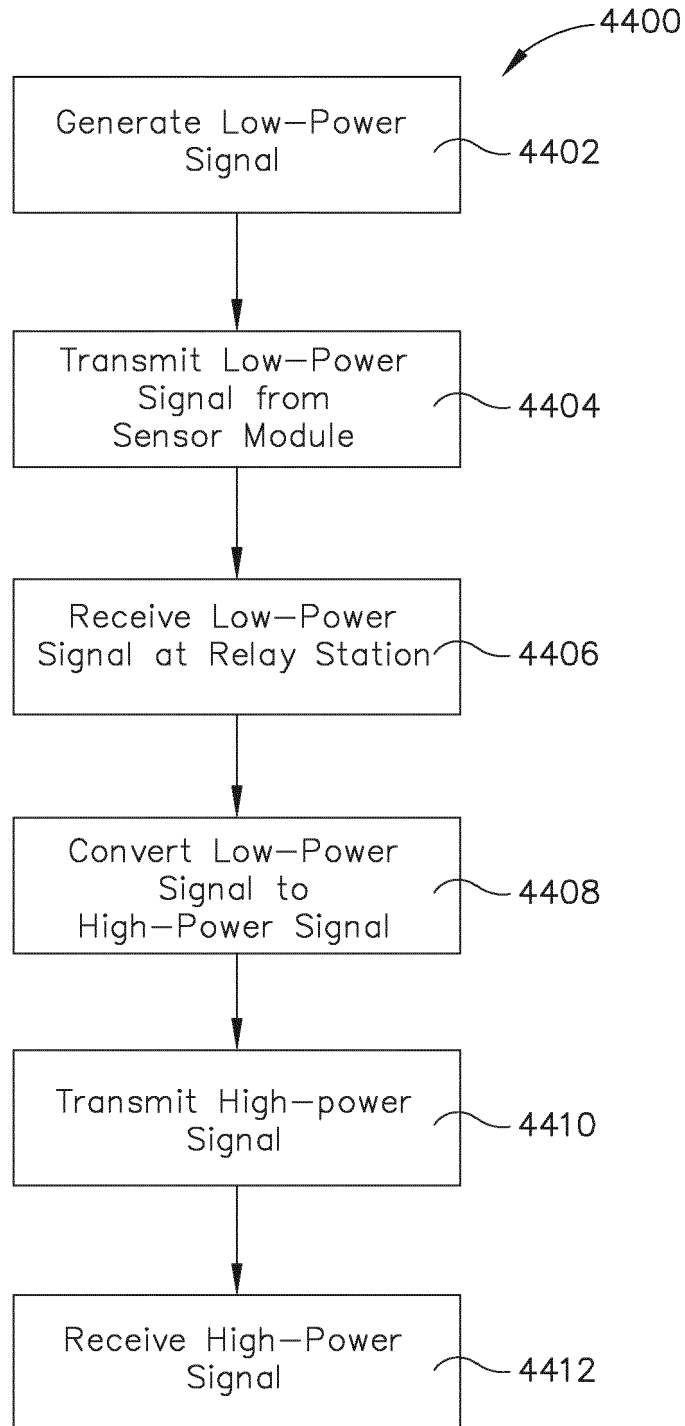 4400
Generate Low-Power
Signal
4402
Transmit Low-Power
Signal from
Sensor Module
4404
Receive Low-Power
Signal at Relay Station
4406
Convert Low-Power
Signal to
High-Power Signal
4408
Transmit High-power
Signal
4410
Receive High-Power
Signal
4412